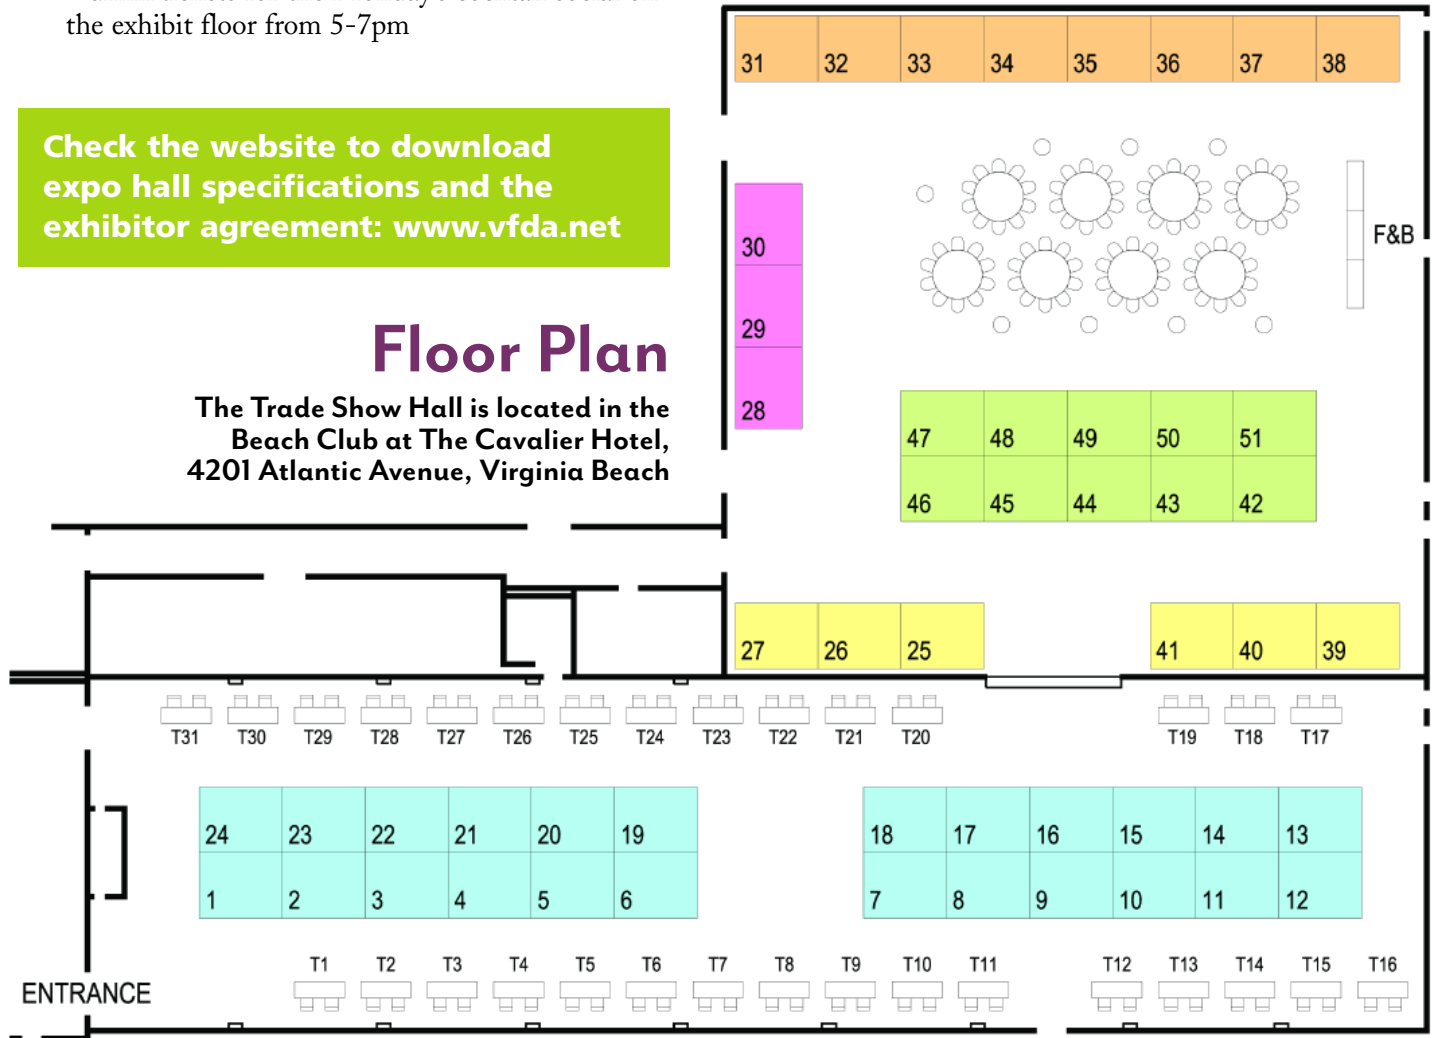 the exhibit floor from 5-7pm
Check the website to download
expo hall specifications and the
exhibitor agreement: www.vfda.net
Floor Plan
The Trade Show Hall is located in the
Beach Club at The Cavalier Hotel,
4201 Atlantic Avenue, Virginia Beach
31 32 33 34 35 36 37 38
30
F&B
29
28
47 48 49 50 51
46 45 44 43 42
27 26 25 41 40 39
T31 T30 T29 T28 T27 T26 T25 T24 T23 T22 T21 T20 T19 T18 T17
24 23 22 21 20 19 18 17 16 15 14 13
1 2 3 4 5 6 7 8 9 10 11 12
T1 T2 T3 T4 T5 T6 T7 T8 T9 T10 T11 T12 T13 T14 T15 T16
ENTRANCE